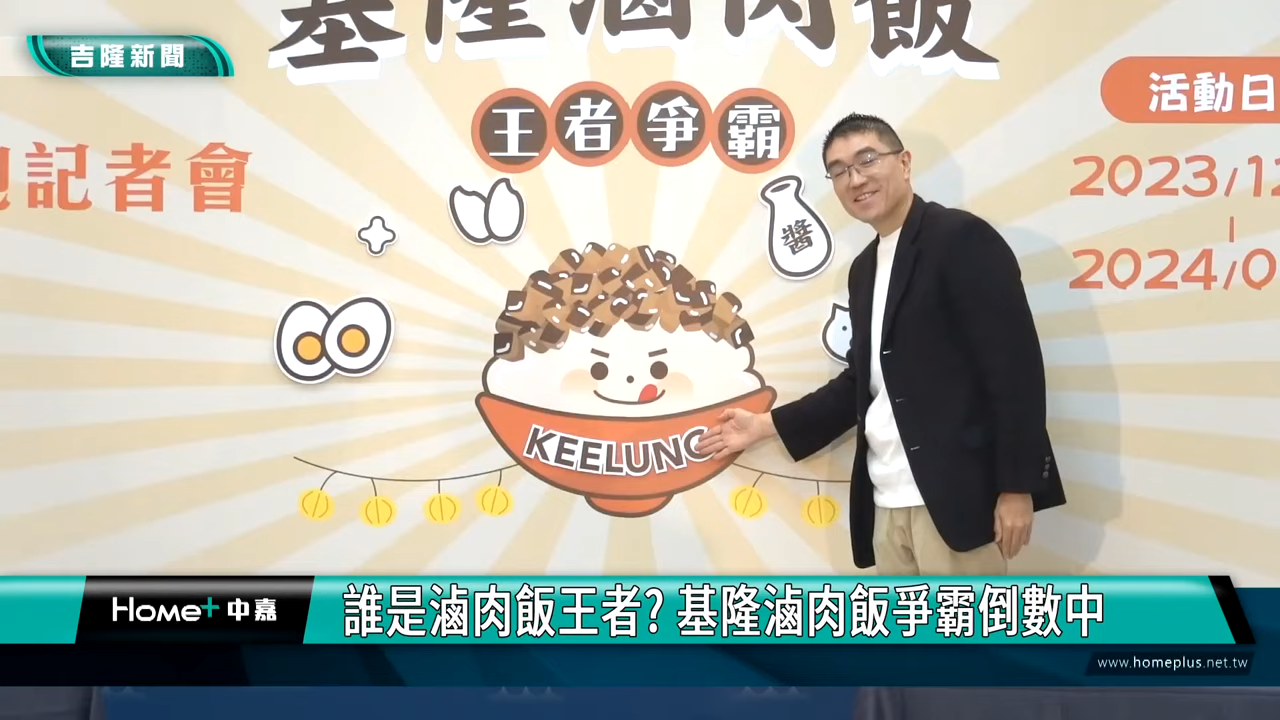 吉隆新聞
基隆滷肉飯
王者爭霸
記者會
活動日
2023/12
2024/0
醬
KEELUNG
Home+中嘉
誰是滷肉飯王者? 基隆滷肉飯爭霸倒數中
www.homeplus.net.tw